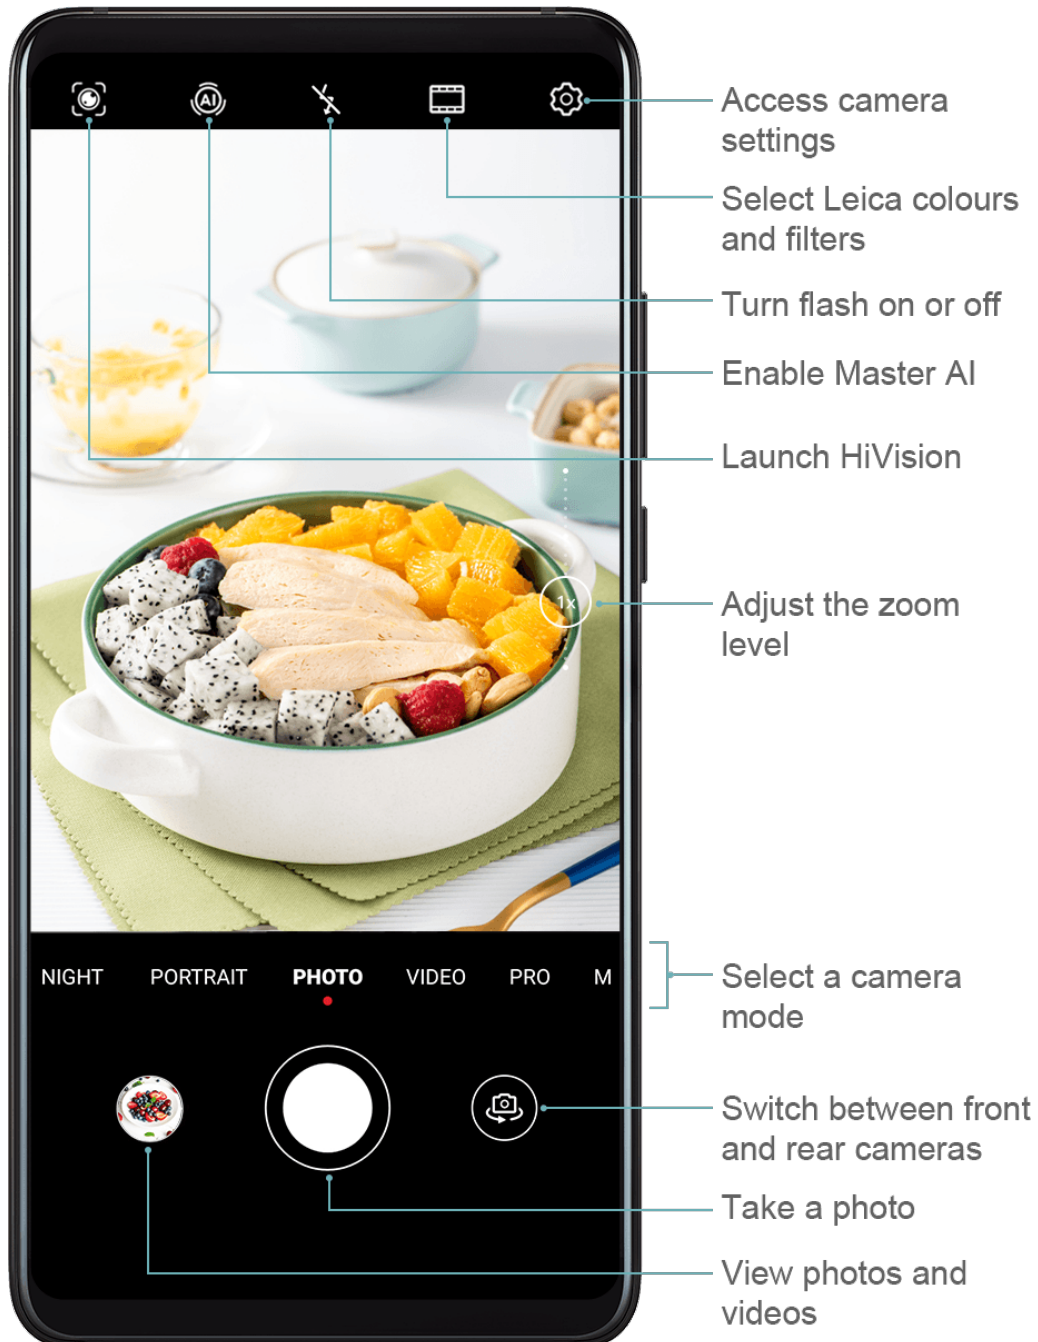 AI
Access camera
settings
Select Leica colours
and filters
Turn flash on or off
Enable Master AI
Launch HiVision
1x
Adjust the zoom
level
NIGHT PORTRAIT PHOTO VIDEO PRO M
Select a camera
mode
Switch between front
and rear cameras
Take a photo
View photos and
videos